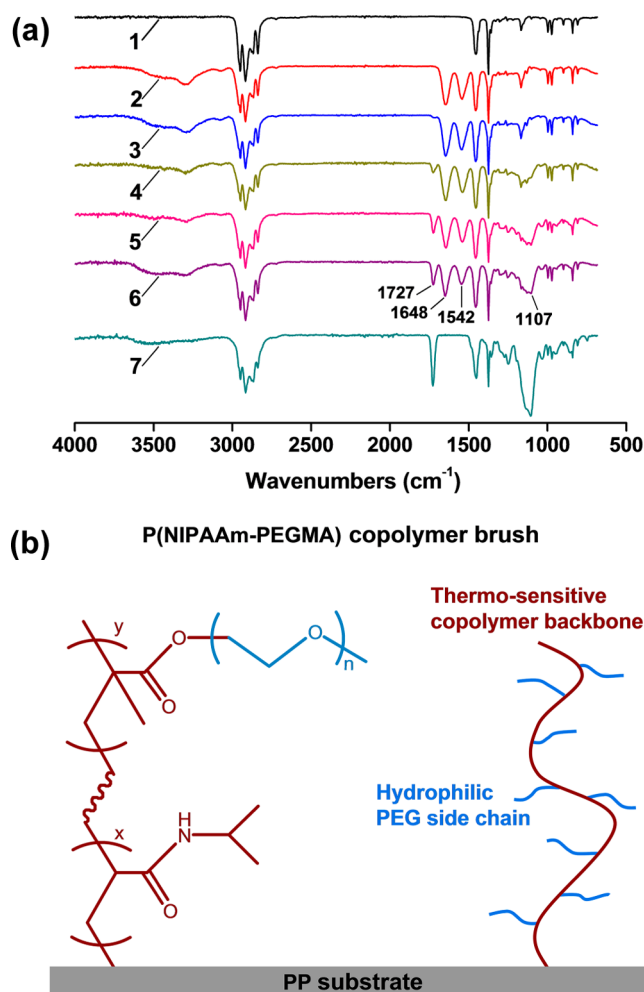 (a)
1
2
3
4
5
6
7
1727
1648
1542
1107
4000 3500 3000 2500 2000 1500 1000 500
Wavenumbers (cm⁻¹)
(b)
P(NIPAAm-PEGMA) copolymer brush
Thermo-sensitive
copolymer backbone
y
O
O
n
O
Hydrophilic
PEG side chain
x
H
N
O
PP substrate